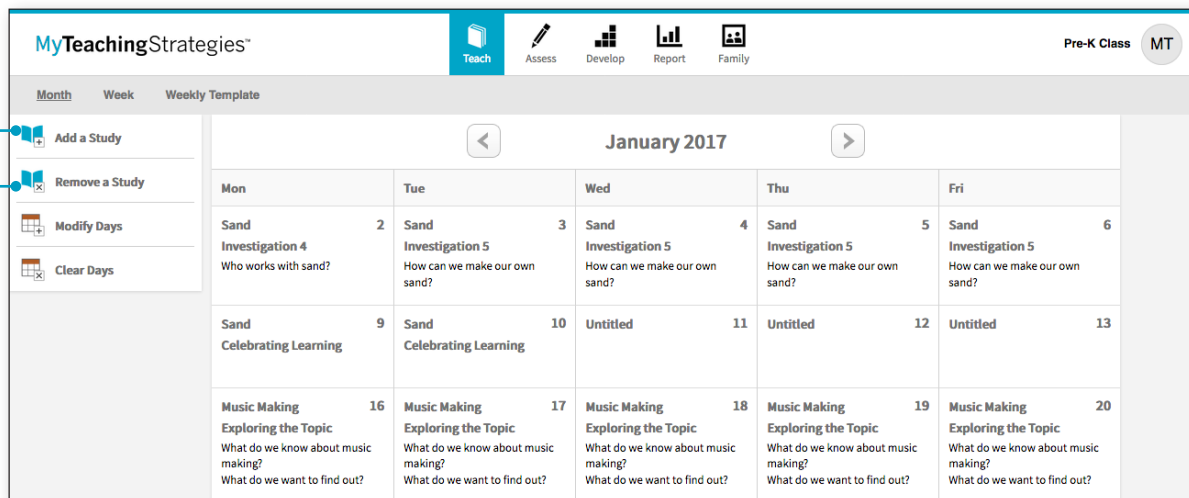 MyTeachingStrategies™
Teach
Assess
Develop
Report
Family
Pre-K Class
MT
Month
Week
Weekly Template
Add a Study
Remove a Study
Modify Days
Clear Days
January 2017
Mon
Tue
Wed
Thu
Fri
Sand 2
Investigation 4
Who works with sand?
Sand 3
Investigation 5
How can we make our own
sand?
Sand 4
Investigation 5
How can we make our own
sand?
Sand 5
Investigation 5
How can we make our own
sand?
Sand 6
Investigation 5
How can we make our own
sand?
Sand 9
Celebrating Learning
Sand 10
Celebrating Learning
Untitled 11
Untitled 12
Untitled 13
Music Making 16
Exploring the Topic
What do we know about music
making?
What do we want to find out?
Music Making 17
Exploring the Topic
What do we know about music
making?
What do we want to find out?
Music Making 18
Exploring the Topic
What do we know about music
making?
What do we want to find out?
Music Making 19
Exploring the Topic
What do we know about music
making?
What do we want to find out?
Music Making 20
Exploring the Topic
What do we know about music
making?
What do we want to find out?